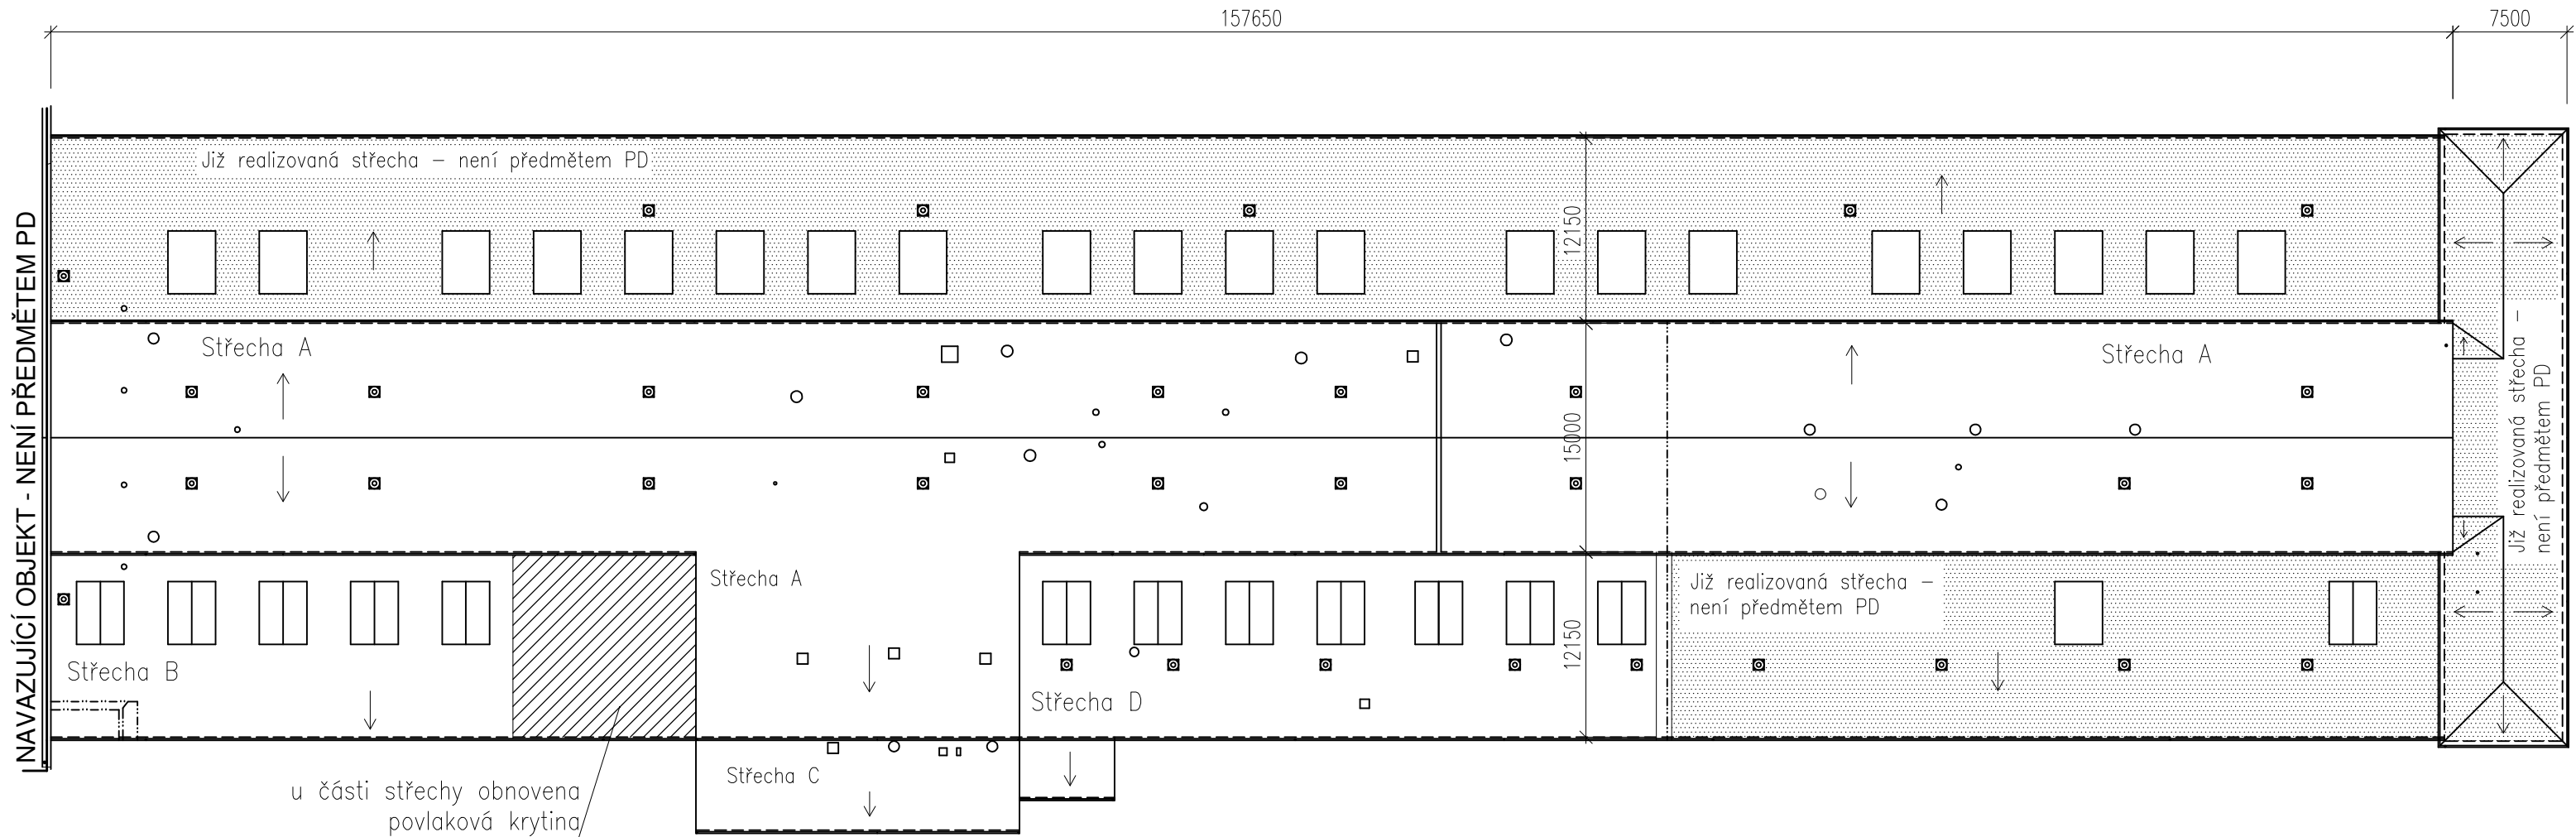 157650
7500
Již realizovaná střecha – není předmětem PD
12150
NAVAZUJÍCÍ OBJEKT - NENÍ PŘEDMĚTEM PD
Střecha A
Střecha A
15000
Již realizovaná střecha –
není předmětem PD
Střecha A
Již realizovaná střecha –
není předmětem PD
12150
Střecha B
Střecha D
Střecha C
u části střechy obnovena
povlaková krytina